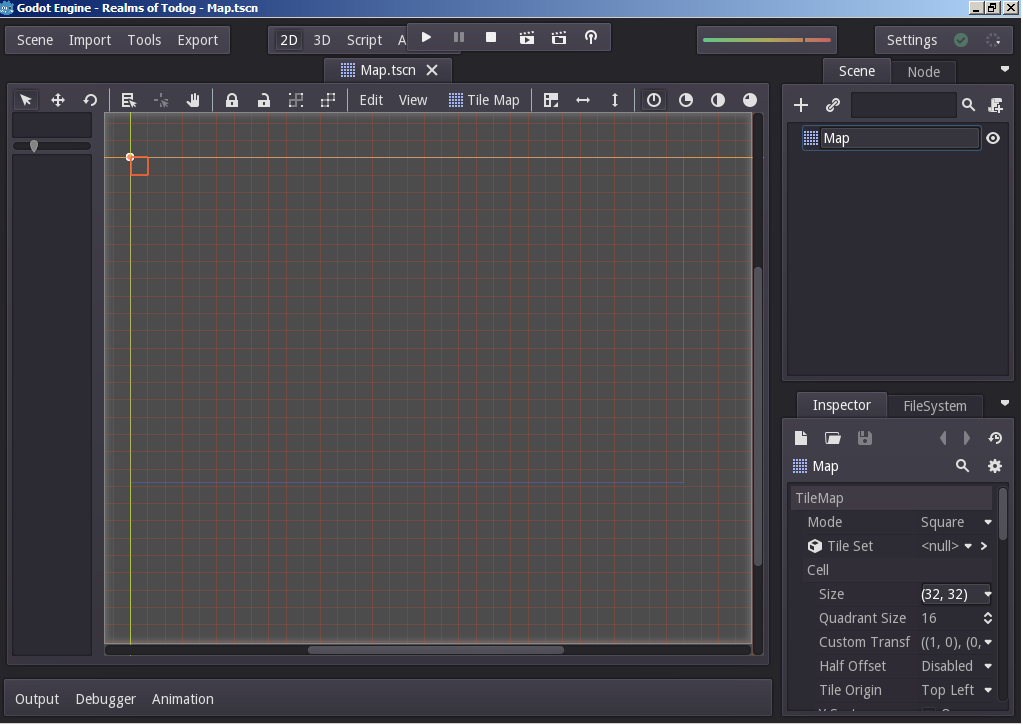 Godot Engine - Realms of Todog - Map.tscn
Scene Import Tools Export 2D 3D Script A Settings
Map.tscn
Scene Node
Edit View Tile Map
Map
Inspector FileSystem
Map
TileMap
Mode Square
Tile Set <null>
Cell
Size (32, 32)
Quadrant Size 16
Custom Transf ((1, 0), (0,
Half Offset Disabled
Tile Origin Top Left
Output Debugger Animation